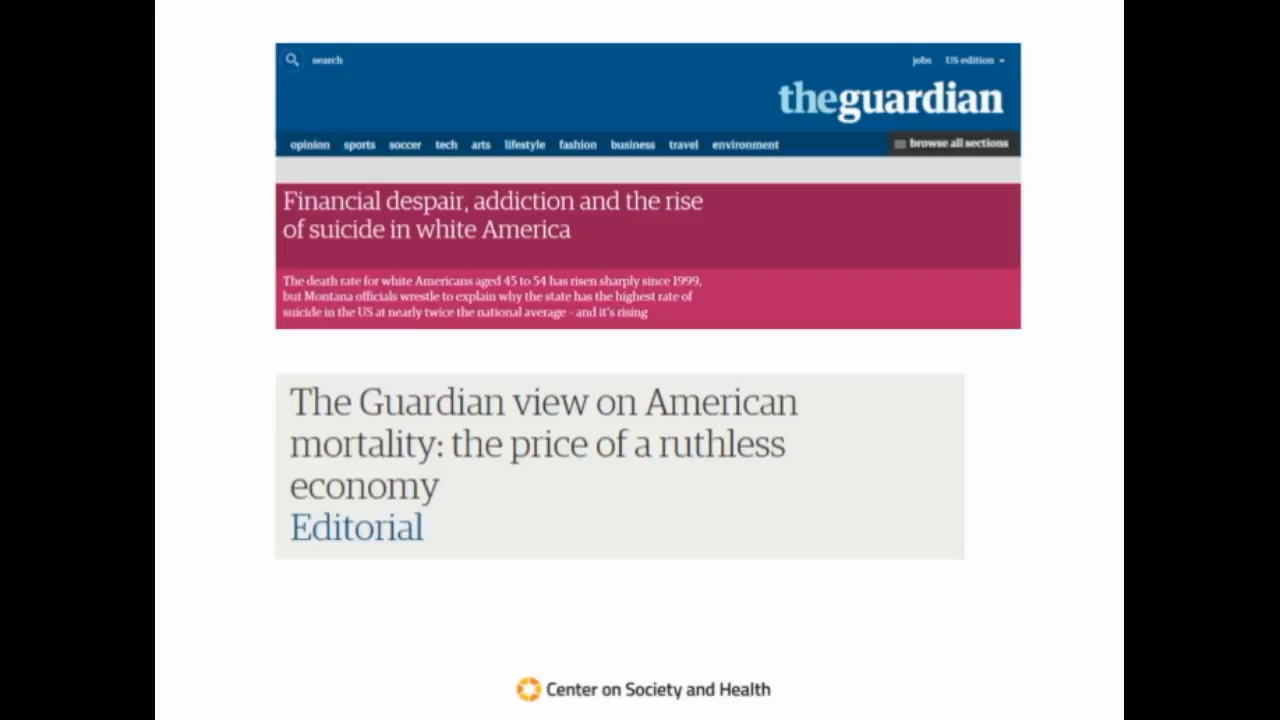 search
jobs US edition
theguardian
opinion sports soccer tech arts lifestyle fashion business travel environment browse all sections
Financial despair, addiction and the rise
of suicide in white America
The death rate for white Americans aged 45 to 54 has risen sharply since 1999,
but Montana officials wrestle to explain why the state has the highest rate of
suicide in the US at nearly twice the national average - and it's rising
The Guardian view on American
mortality: the price of a ruthless
economy
Editorial
Center on Society and Health